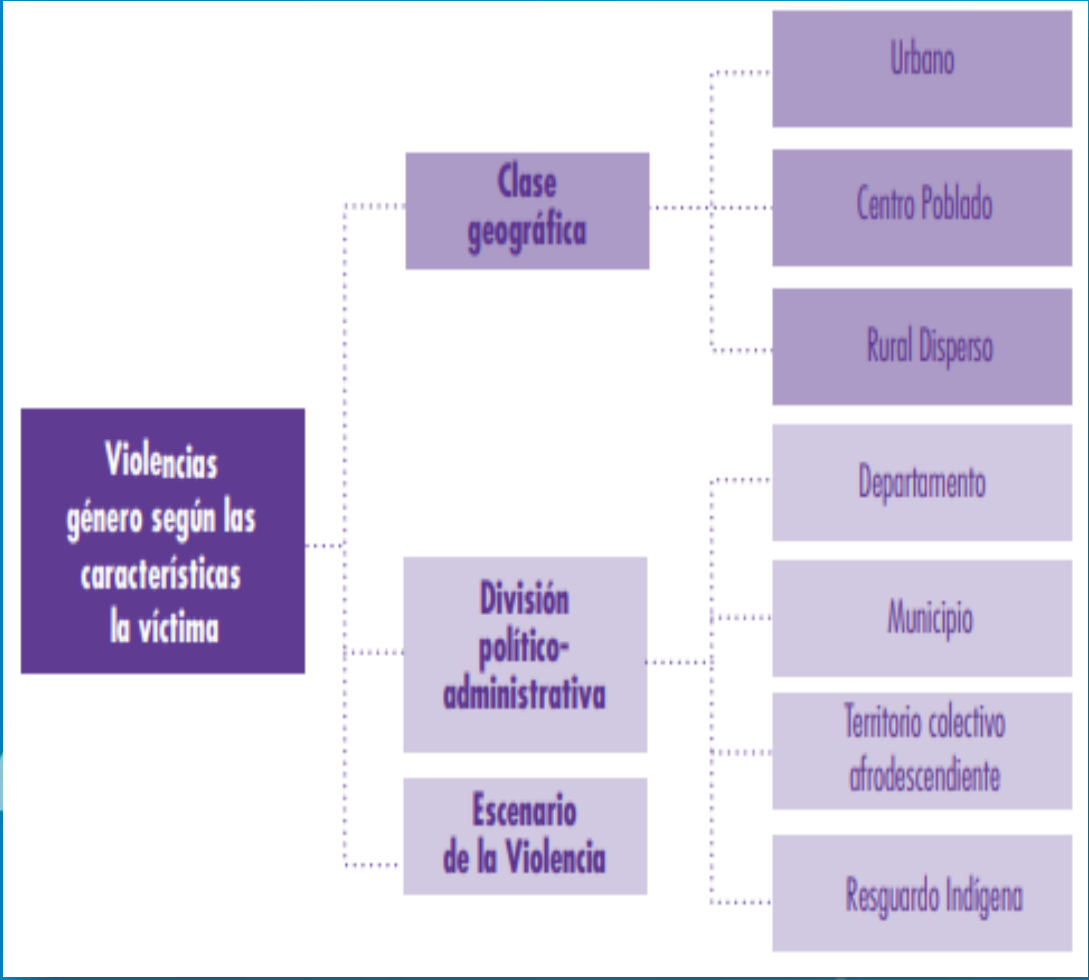 Violencias
género según las
características
la víctima
Clase
geográfica
Urbano
Centro Poblado
Rural Disperso
División
político-
administrativa
Departamento
Municipio
Territorio colectivo
afrodescendiente
Resguardo Indígena
Escenario
de la Violencia